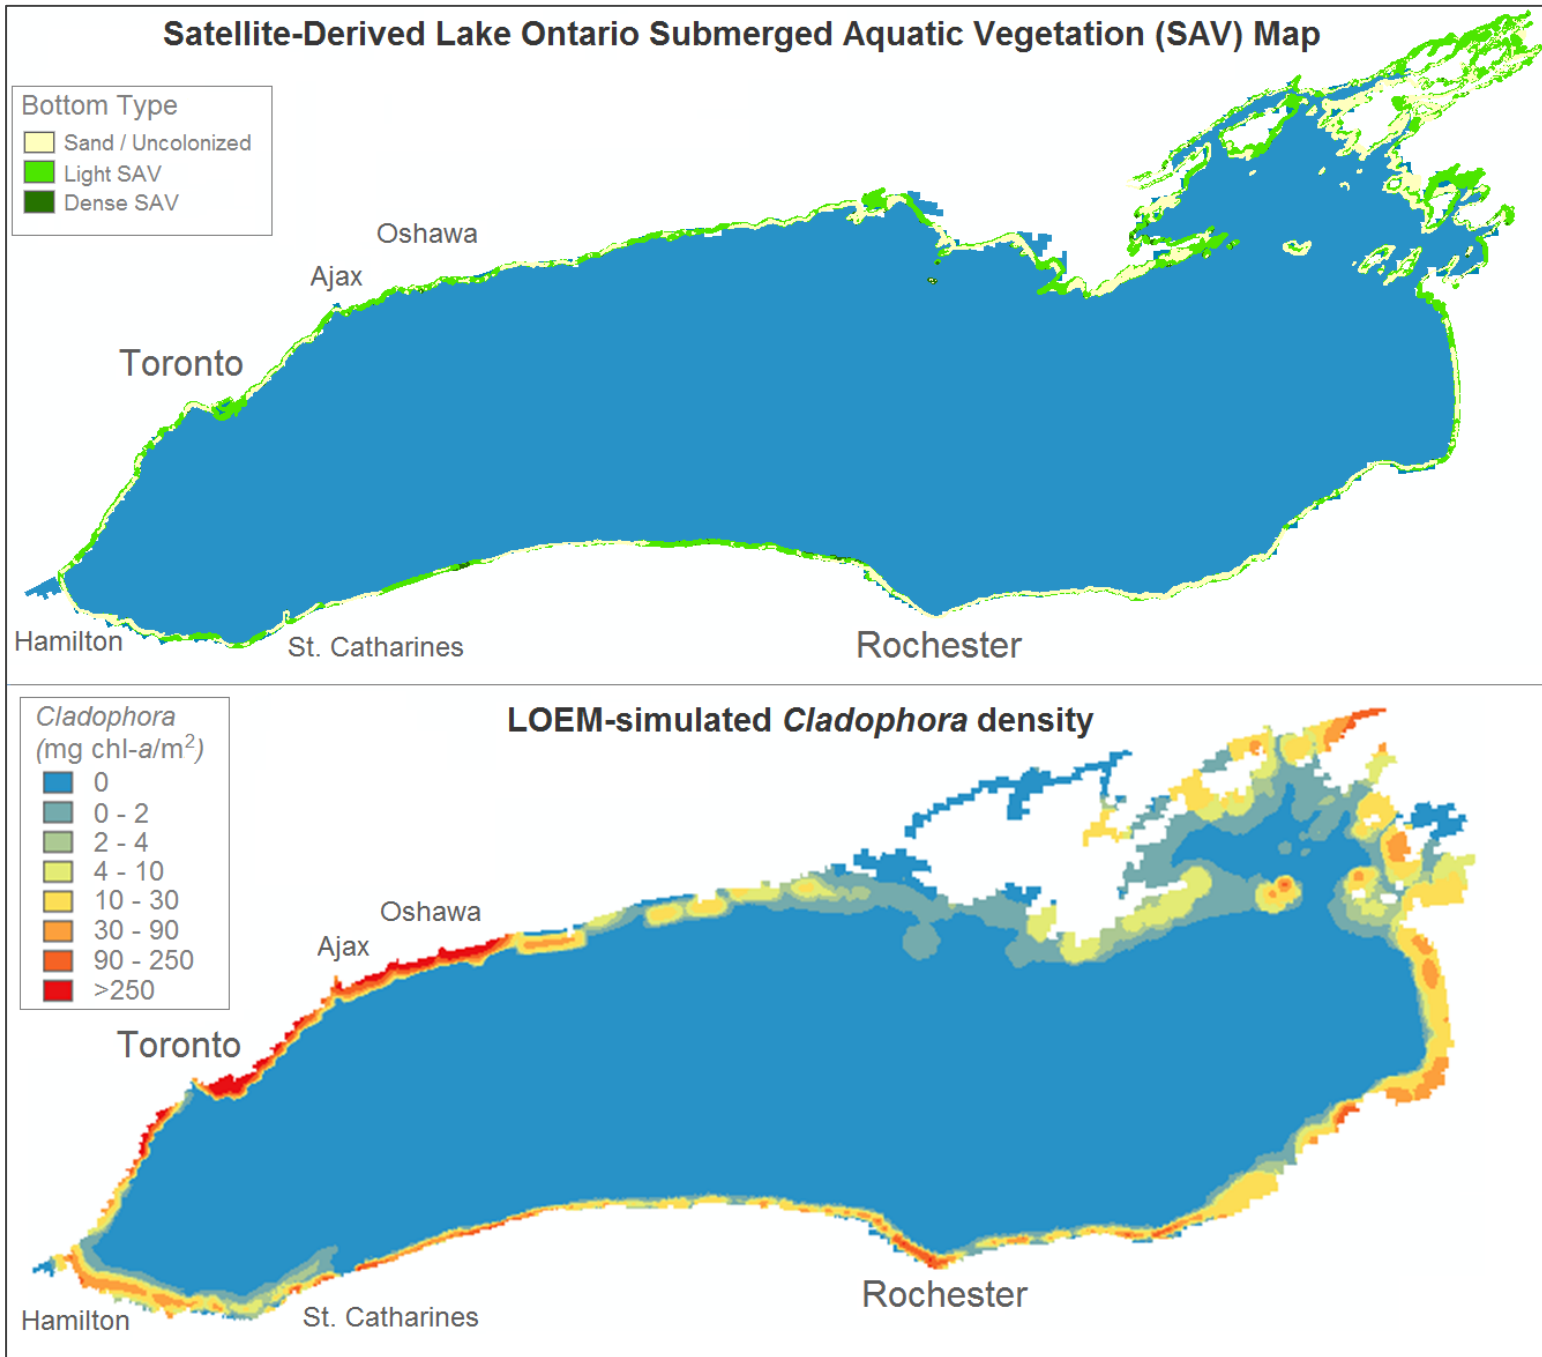 Satellite-Derived Lake Ontario Submerged Aquatic Vegetation (SAV) Map
Bottom Type
Sand / Uncolonized
Light SAV
Dense SAV
Oshawa
Ajax
Toronto
Hamilton
St. Catharines
Rochester
LOEM-simulated Cladophora density
Cladophora
(mg chl-a/m²)
0
0 - 2
2 - 4
4 - 10
10 - 30
30 - 90
90 - 250
>250
Oshawa
Ajax
Toronto
Hamilton
St. Catharines
Rochester